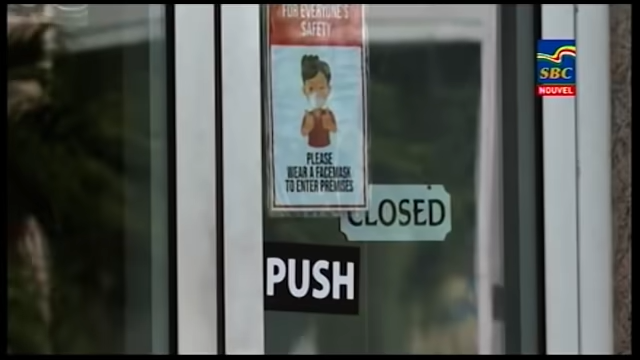 FOR EVERYONE'S
SAFETY
PLEASE
WEAR A FACEMASK
TO ENTER PREMISES
CLOSED
PUSH
SBC
NOUVEL